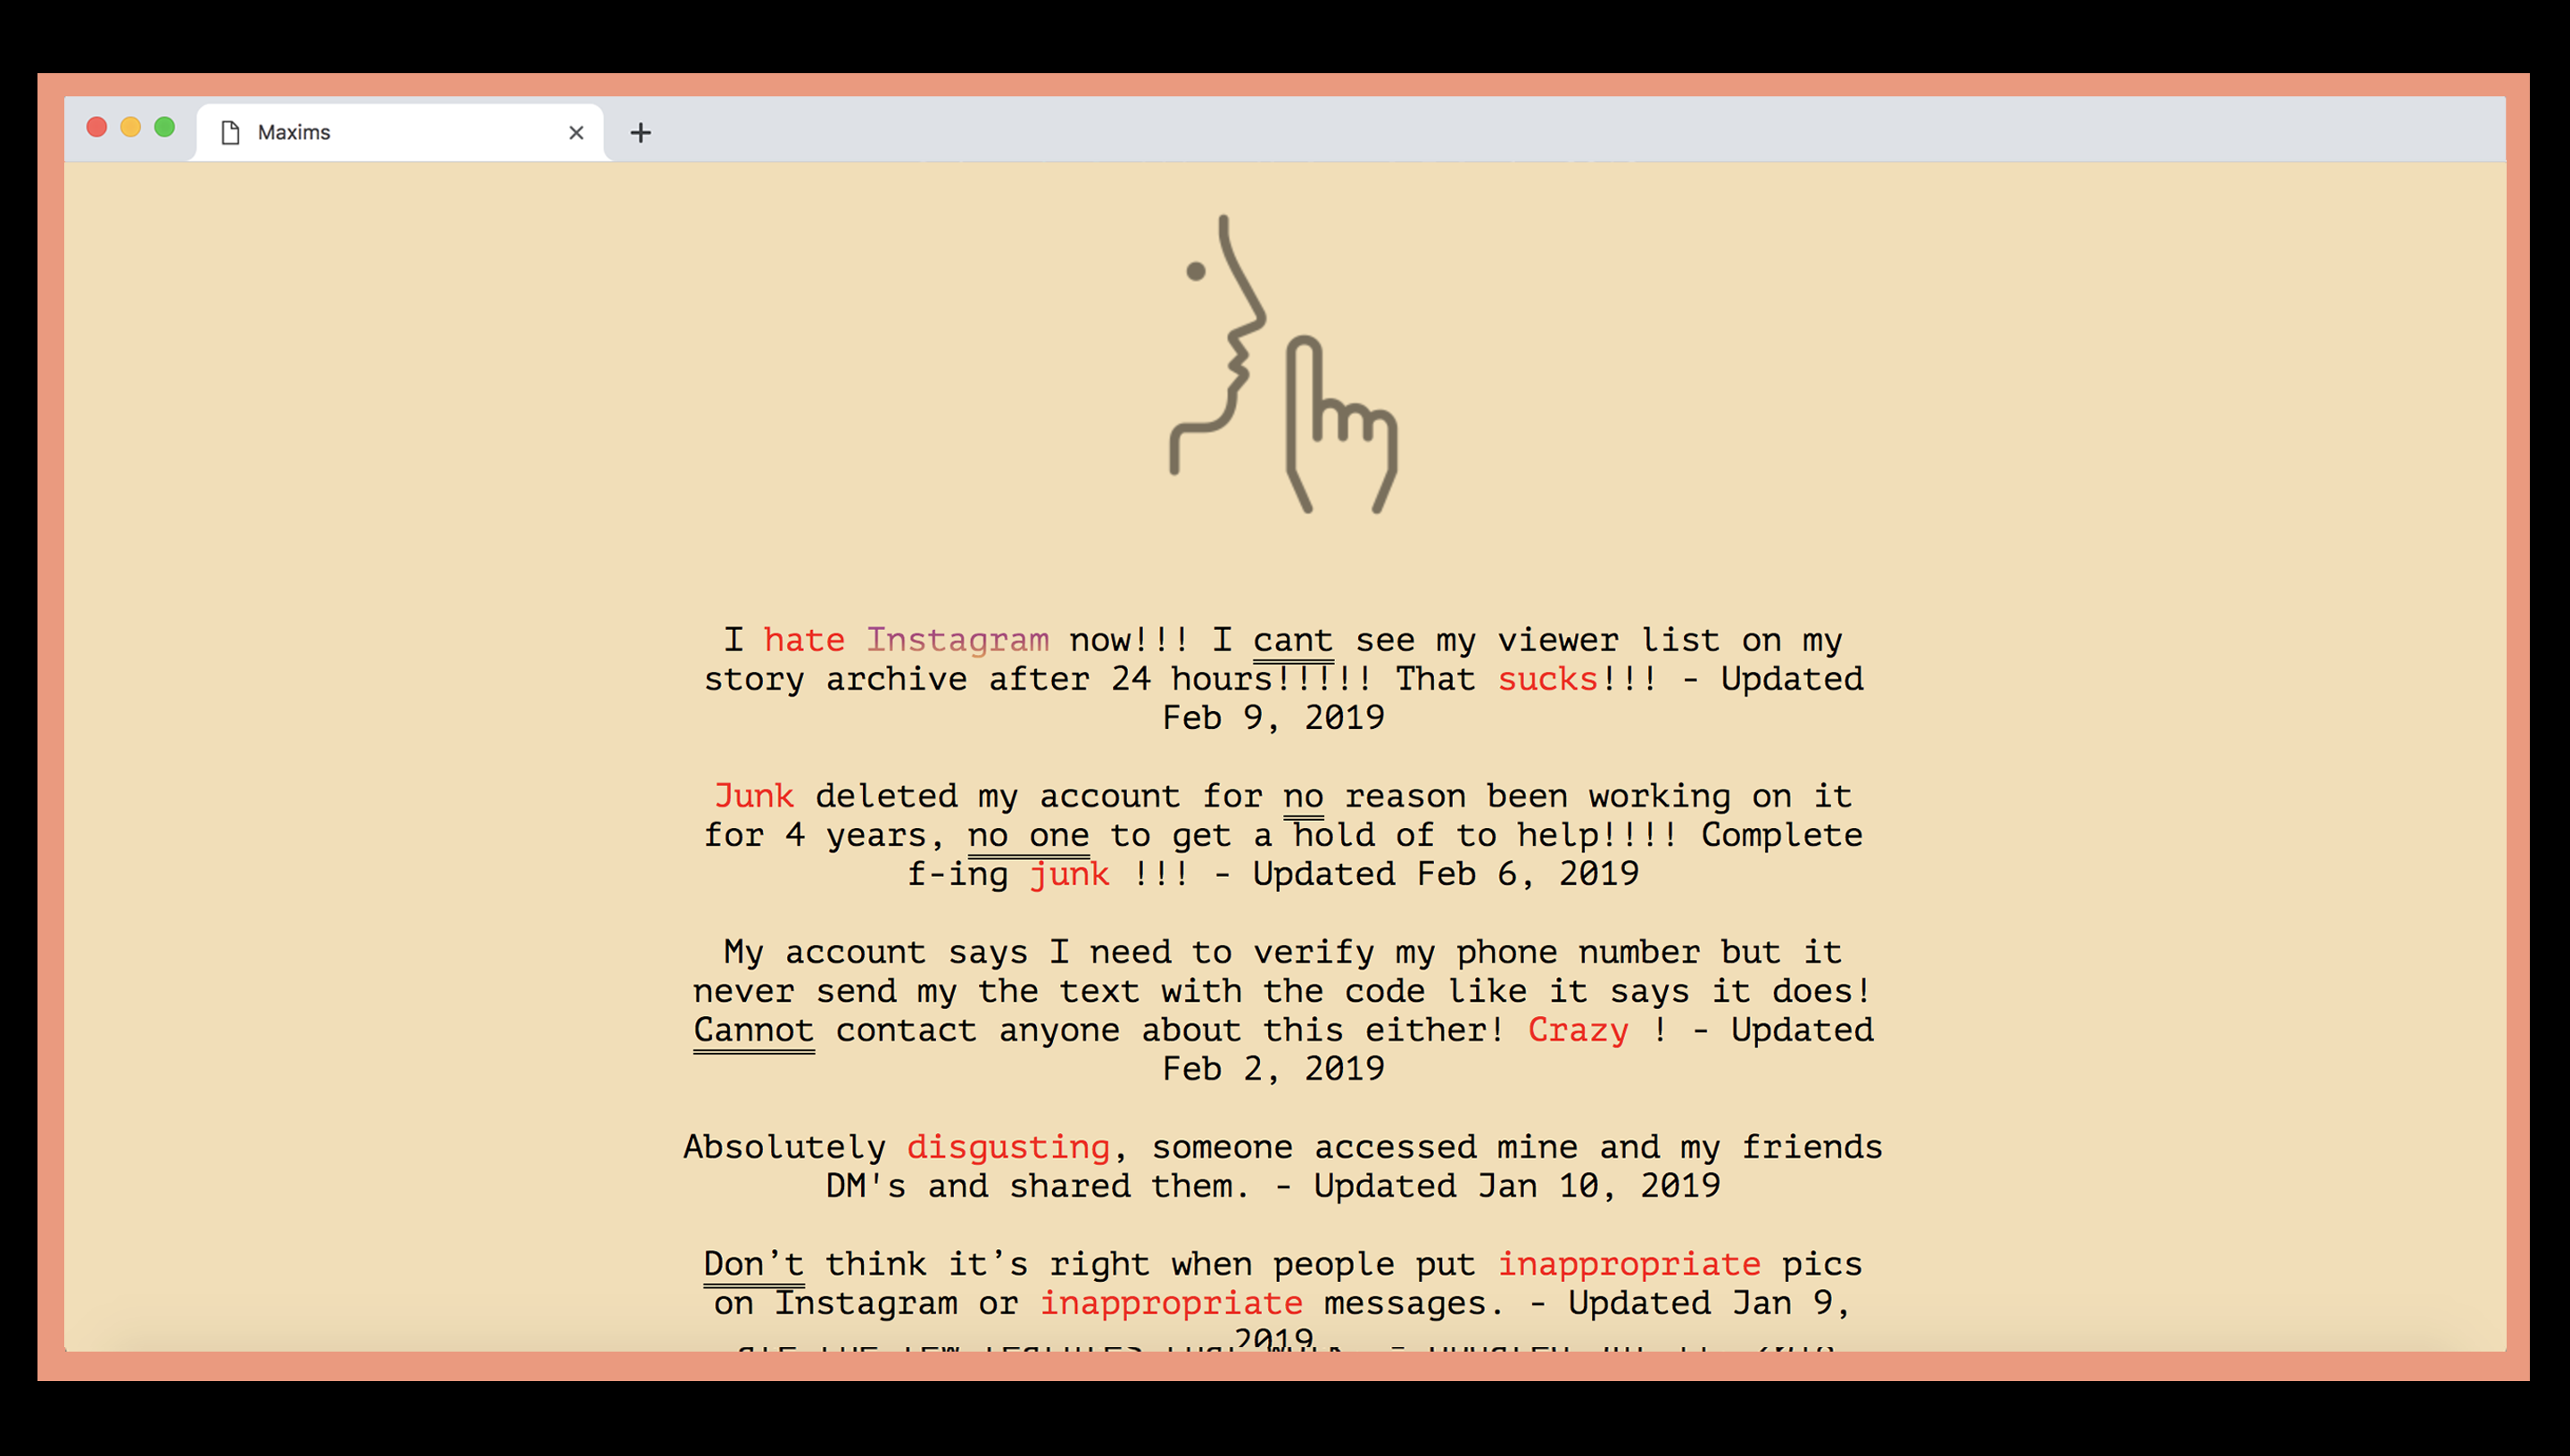 Maxims
I hate Instagram now!!! I cant see my viewer list on my
story archive after 24 hours!!!!! That sucks!!! - Updated
Feb 9, 2019
Junk deleted my account for no reason been working on it
for 4 years, no one to get a hold of to help!!!! Complete
f-ing junk !!! - Updated Feb 6, 2019
My account says I need to verify my phone number but it
never send my the text with the code like it says it does!
Cannot contact anyone about this either! Crazy ! - Updated
Feb 2, 2019
Absolutely disgusting, someone accessed mine and my friends
DM's and shared them. - Updated Jan 10, 2019
Don’t think it’s right when people put inappropriate pics
on Instagram or inappropriate messages. - Updated Jan 9,
2019